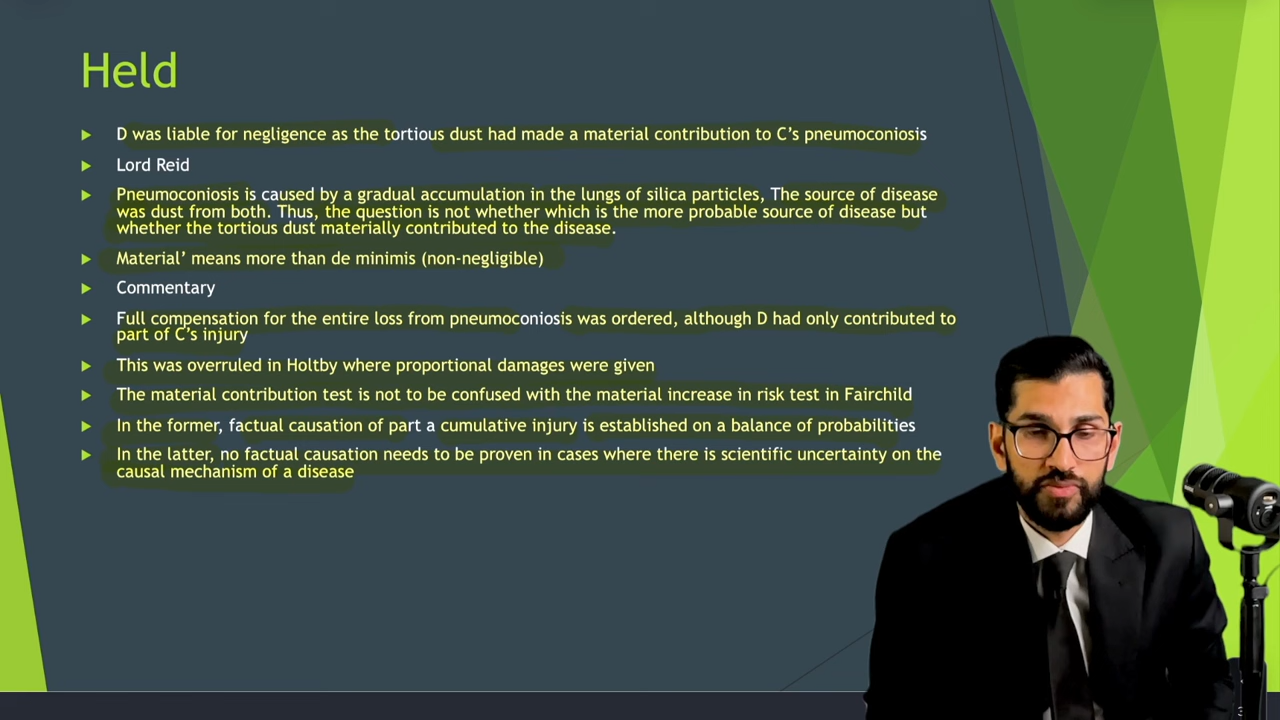 Held
D was liable for negligence as the tortious dust had made a material contribution to C's pneumoconiosis
Lord Reid
Pneumoconiosis is caused by a gradual accumulation in the lungs of silica particles, The source of disease
was dust from both. Thus, the question is not whether which is the more probable source of disease but
whether the tortious dust materially contributed to the disease.
Material' means more than de minimis (non-negligible)
Commentary
Full compensation for the entire loss from pneumoconiosis was ordered, although D had only contributed to
part of C's injury
This was overruled in Holtby where proportional damages were given
The material contribution test is not to be confused with the material increase in risk test in Fairchild
In the former, factual causation of part a cumulative injury is established on a balance of probabilities
In the latter, no factual causation needs to be proven in cases where there is scientific uncertainty on the
causal mechanism of a disease